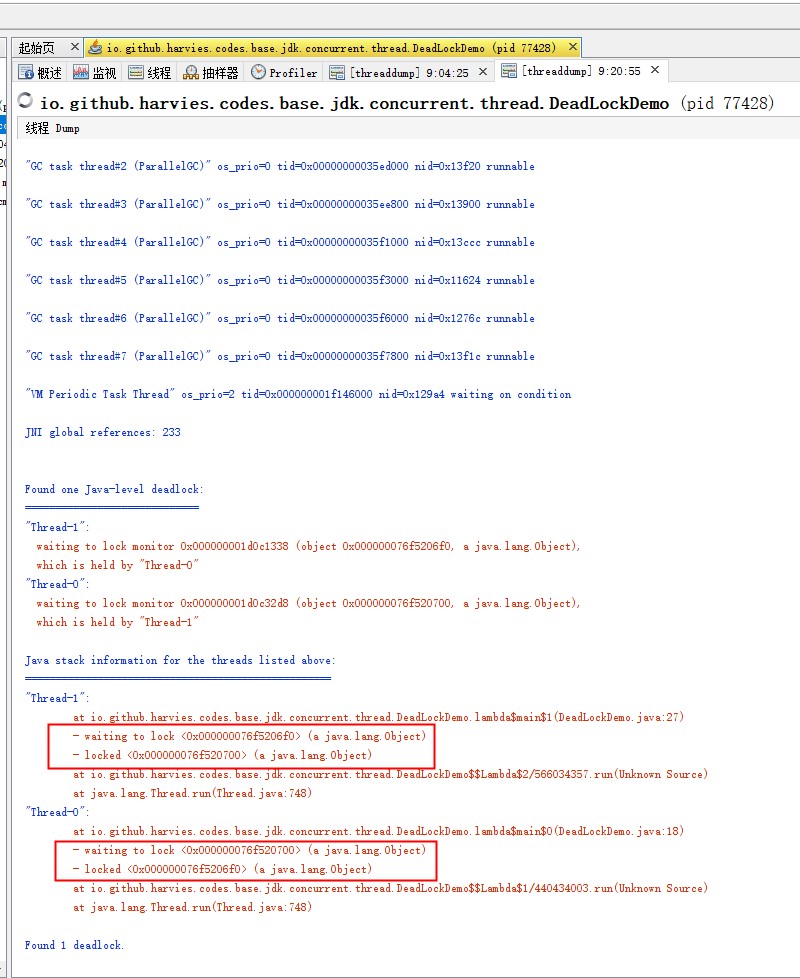 起始页 × io.github.harvies.codes.base.jdk.concurrent.thread.DeadLockDemo (pid 77428) ×
概述 监视 线程 抽样器 Profiler [threaddump] 9:04:25 × [threaddump] 9:20:55 ×
io.github.harvies.codes.base.jdk.concurrent.thread.DeadLockDemo (pid 77428)
线程 Dump
"GC task thread#2 (ParallelGC)" os_prio=0 tid=0x00000000035ed000 nid=0x13f20 runnable
"GC task thread#3 (ParallelGC)" os_prio=0 tid=0x00000000035ee800 nid=0x13900 runnable
"GC task thread#4 (ParallelGC)" os_prio=0 tid=0x00000000035f1000 nid=0x13ccc runnable
"GC task thread#5 (ParallelGC)" os_prio=0 tid=0x00000000035f3000 nid=0x11624 runnable
"GC task thread#6 (ParallelGC)" os_prio=0 tid=0x00000000035f6000 nid=0x1276c runnable
"GC task thread#7 (ParallelGC)" os_prio=0 tid=0x00000000035f7800 nid=0x13f1c runnable
"VM Periodic Task Thread" os_prio=2 tid=0x000000001f146000 nid=0x129a4 waiting on condition
JNI global references: 233
Found one Java-level deadlock:
=============================
"Thread-1":
waiting to lock monitor 0x000000001d0c1338 (object 0x000000076f5206f0, a java.lang.Object),
which is held by "Thread-0"
"Thread-0":
waiting to lock monitor 0x000000001d0c32d8 (object 0x000000076f520700, a java.lang.Object),
which is held by "Thread-1"
Java stack information for the threads listed above:
===================================================
"Thread-1":
at io.github.harvies.codes.base.jdk.concurrent.thread.DeadLockDemo.lambda$main$1(DeadLockDemo.java:27)
- waiting to lock <0x000000076f5206f0> (a java.lang.Object)
- locked <0x000000076f520700> (a java.lang.Object)
at io.github.harvies.codes.base.jdk.concurrent.thread.DeadLockDemo$$Lambda$2/566034357.run(Unknown Source)
at java.lang.Thread.run(Thread.java:748)
"Thread-0":
at io.github.harvies.codes.base.jdk.concurrent.thread.DeadLockDemo.lambda$main$0(DeadLockDemo.java:18)
- waiting to lock <0x000000076f520700> (a java.lang.Object)
- locked <0x000000076f5206f0> (a java.lang.Object)
at io.github.harvies.codes.base.jdk.concurrent.thread.DeadLockDemo$$Lambda$1/440434003.run(Unknown Source)
at java.lang.Thread.run(Thread.java:748)
Found 1 deadlock.